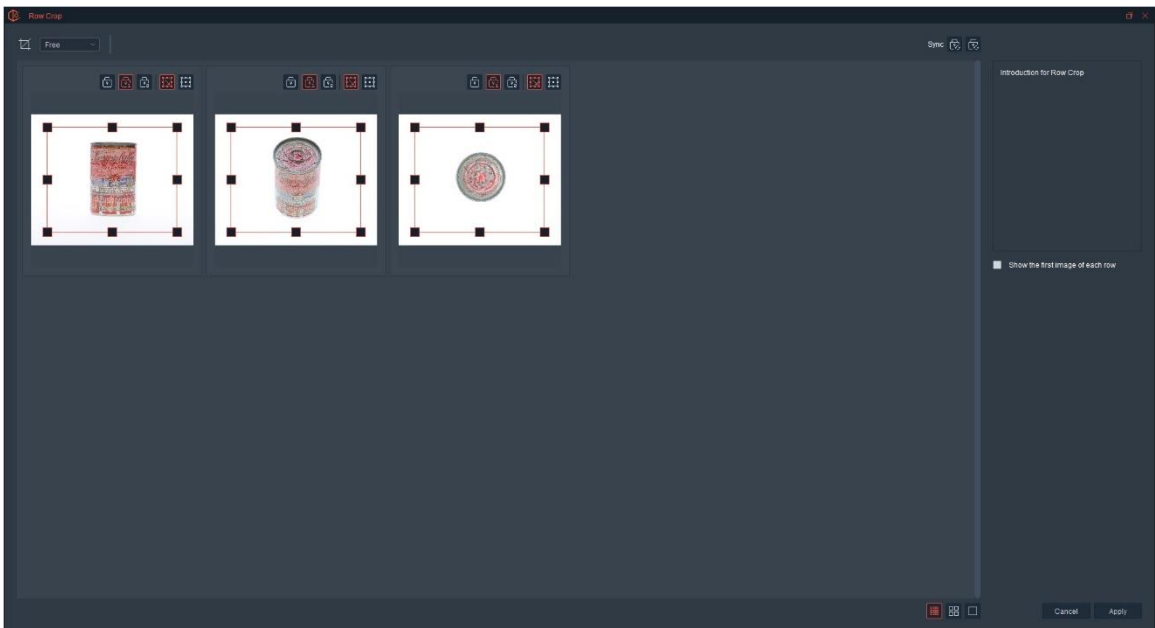 Row Crop
Free
Sync
Introduction for Row Crop
Show the first image of each row
Cancel
Apply